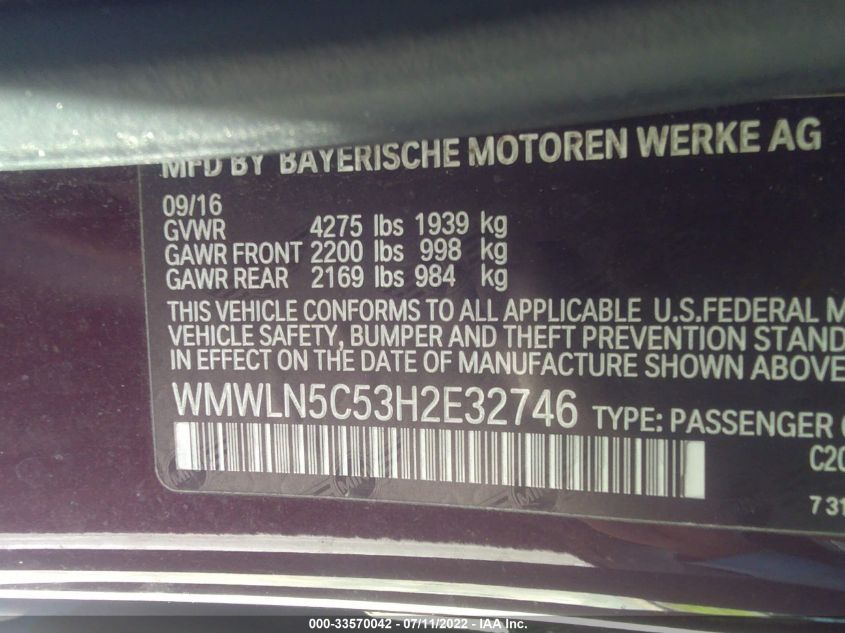 MFD BY BAYERISCHE MOTOREN WERKE AG
09/16
GVWR 4275 lbs 1939 kg
GAWR FRONT 2200 lbs 998 kg
GAWR REAR 2169 lbs 984 kg
THIS VEHICLE CONFORMS TO ALL APPLICABLE U.S.FEDERAL M
VEHICLE SAFETY, BUMPER AND THEFT PREVENTION STAND
IN EFFECT ON THE DATE OF MANUFACTURE SHOWN ABOVE
WMWLN5C53H2E32746 TYPE: PASSENGER
C20
7 31
000-33570042 - 07/11/2022 - IAA Inc.